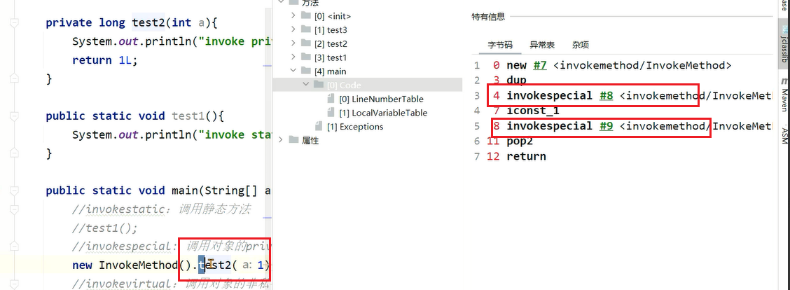 private long test2(int a){
System.out.println("invoke pri
return 1L;
}
public static void test1(){
System.out.println("invoke sta
}
public static void main(String[] a
//invokestatic：调用静态方法
//test1();
//invokespecial：调用对象的pri
new InvokeMethod().test2( a: 1)
//invokevirtual：调用对象的非私
方法
[0] <init>
[1] test3
[2] test2
[3] test1
[4] main
[0] Code
[0] LineNumberTable
[1] LocalVariableTable
[1] Exceptions
属性
特有信息
字节码 异常表 杂项
1 0 new #7 <invokemethod/InvokeMethod>
2 3 dup
3 4 invokespecial #8 <invokemethod/InvokeMet
4 7 iconst_1
5 8 invokespecial #9 <invokemethod/InvokeMet
6 11 pop2
7 12 return
jclasslib
Maven
ASM